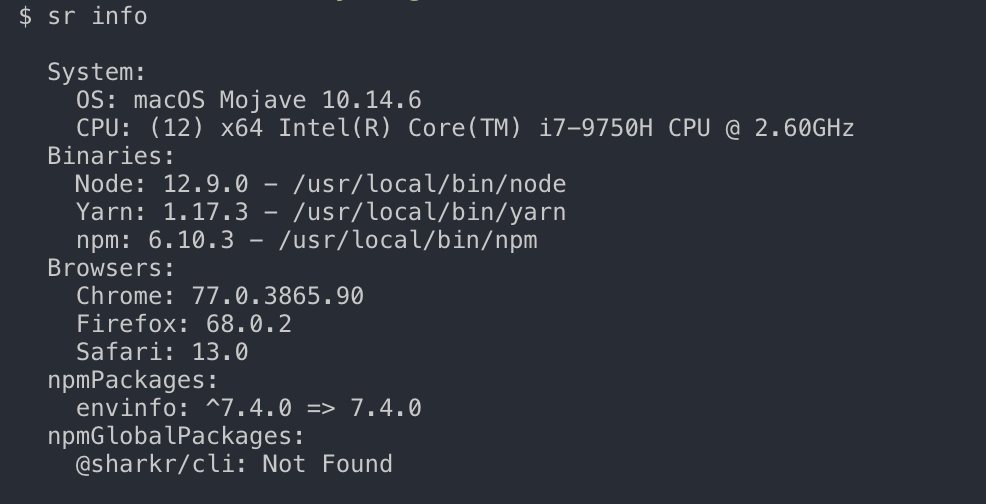 $ sr info
System:
OS: macOS Mojave 10.14.6
CPU: (12) x64 Intel(R) Core(TM) i7-9750H CPU @ 2.60GHz
Binaries:
Node: 12.9.0 - /usr/local/bin/node
Yarn: 1.17.3 - /usr/local/bin/yarn
npm: 6.10.3 - /usr/local/bin/npm
Browsers:
Chrome: 77.0.3865.90
Firefox: 68.0.2
Safari: 13.0
npmPackages:
envinfo: ^7.4.0 => 7.4.0
npmGlobalPackages:
@sharkr/cli: Not Found